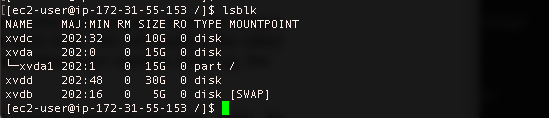 [ec2-user@ip-172-31-55-153 /]$ lsblk
NAME    MAJ:MIN RM SIZE RO TYPE MOUNTPOINT
xvdc    202:32   0  10G  0 disk
xvda    202:0    0  15G  0 disk
└─xvda1 202:1    0  15G  0 part /
xvdd    202:48   0  30G  0 disk
xvdb    202:16   0   5G  0 disk [SWAP]
[ec2-user@ip-172-31-55-153 /]$